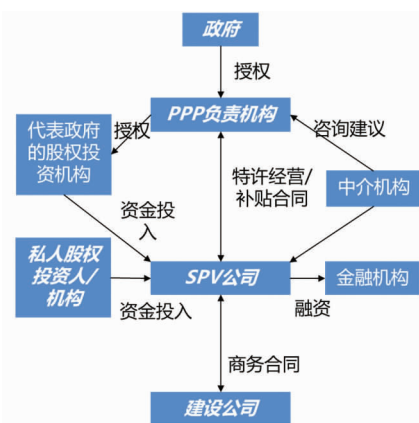 政府
授权
PPP负责机构
代表政府
的股权投
资机构
授权
咨询建议
特许经营/
补贴合同
中介机构
资金投
入
私人股权
投资人/
机构
资金投入
SPV公司
融资
金融机构
商务合同
建设公司